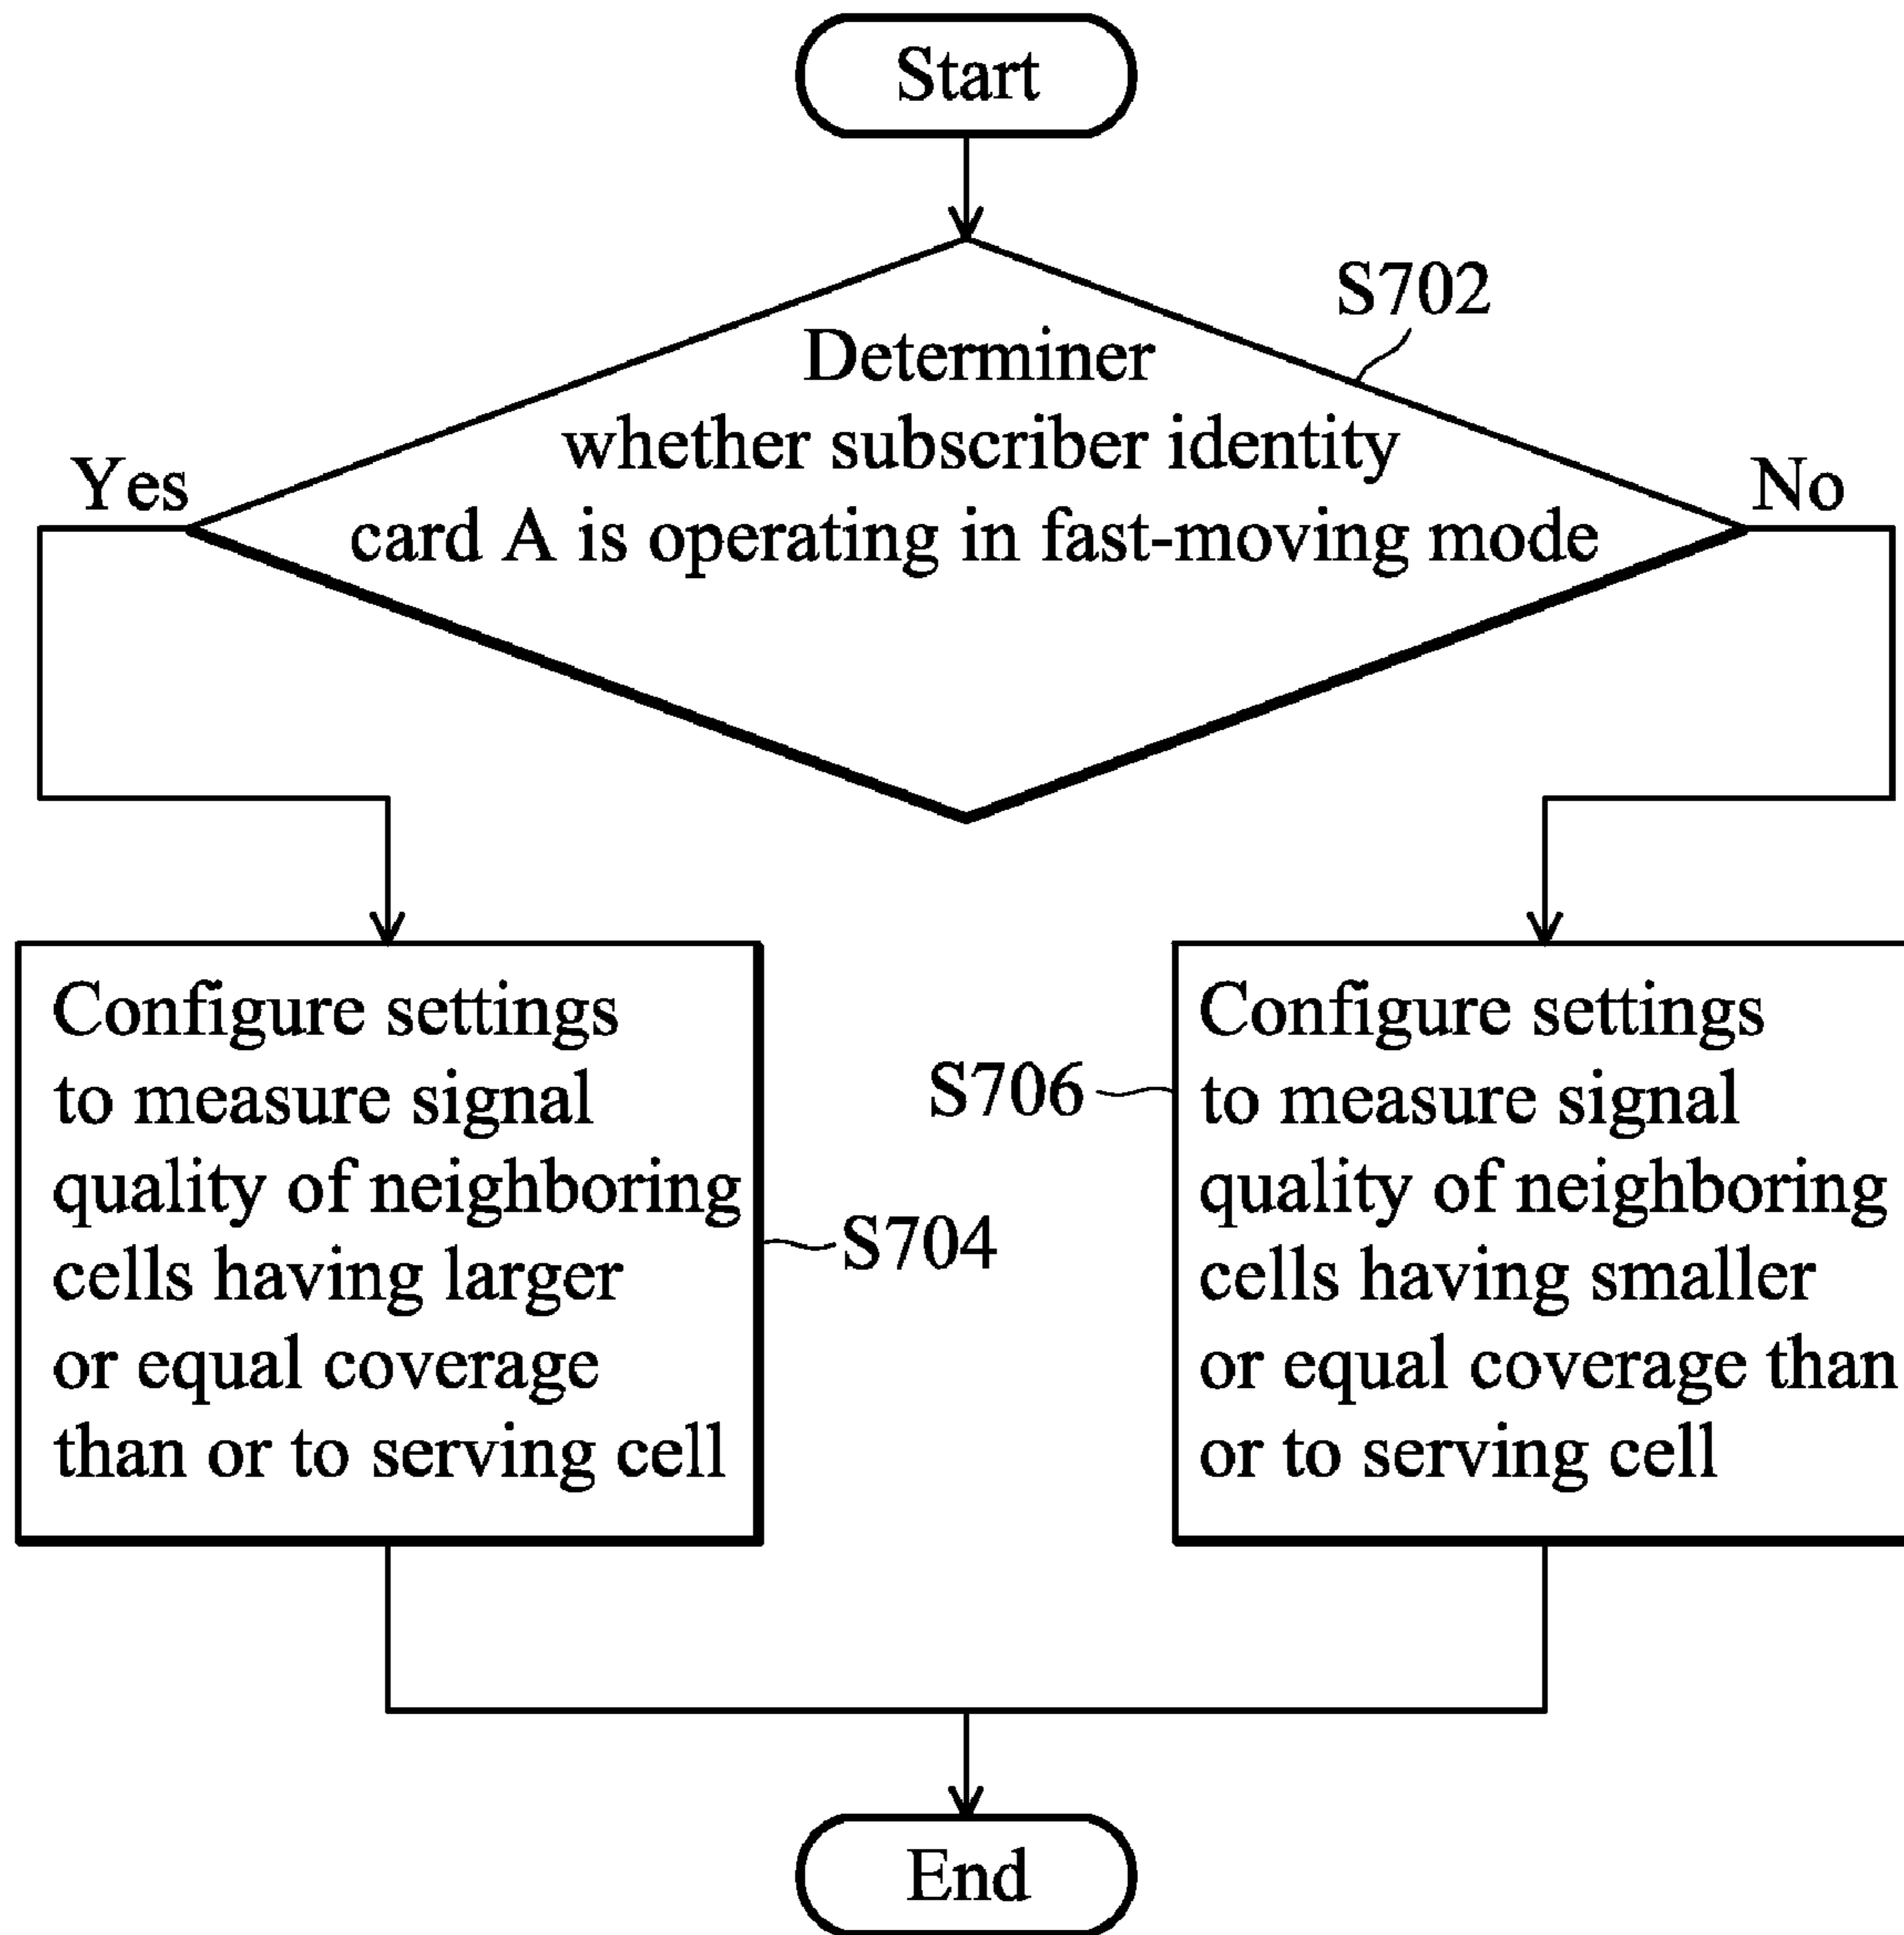 Start
S702
Determiner
whether subscriber identity
card A is operating in fast-moving mode
Yes
No
Configure settings
to measure signal
quality of neighboring
cells having larger
or equal coverage
than or to serving cell
S704
S706
Configure settings
to measure signal
quality of neighboring
cells having smaller
or equal coverage than
or to serving cell
End